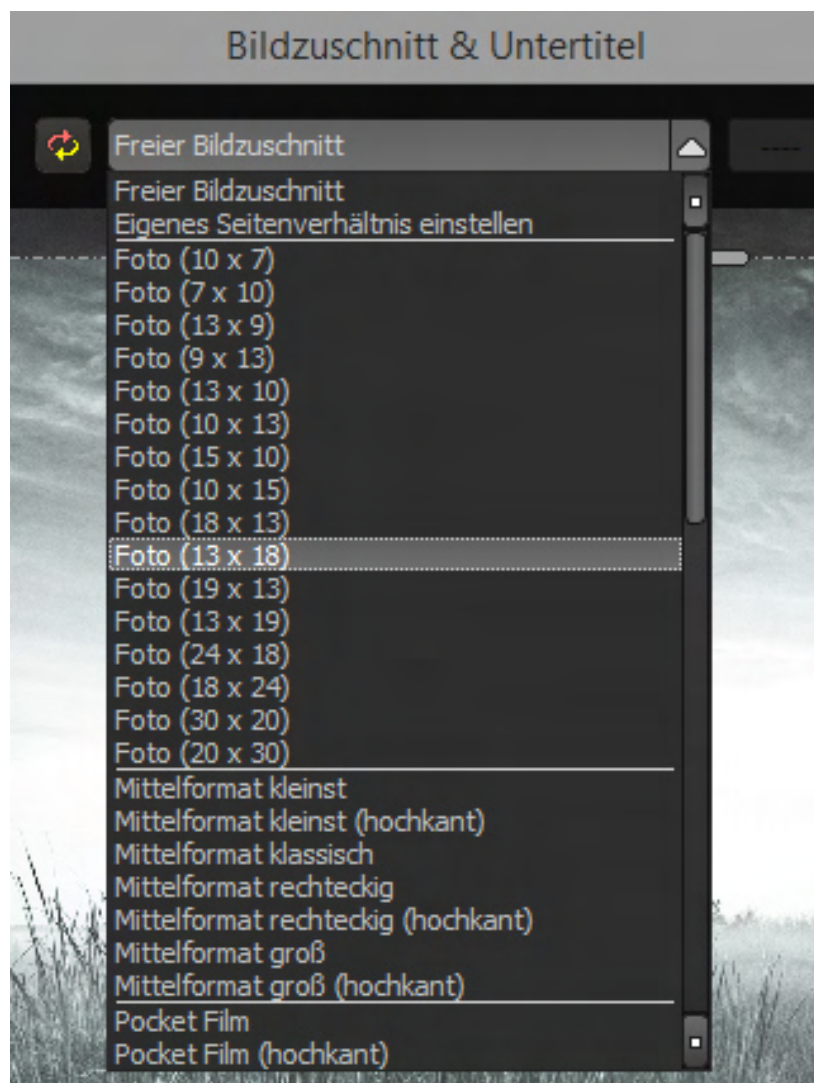 Bildzuschnitt & Untertitel
Freier Bildzuschnitt
----
Freier Bildzuschnitt
Eigenes Seitenverhältnis einstellen
Foto (10 x 7)
Foto (7 x 10)
Foto (13 x 9)
Foto (9 x 13)
Foto (13 x 10)
Foto (10 x 13)
Foto (15 x 10)
Foto (10 x 15)
Foto (18 x 13)
Foto (13 x 18)
Foto (19 x 13)
Foto (13 x 19)
Foto (24 x 18)
Foto (18 x 24)
Foto (30 x 20)
Foto (20 x 30)
Mittelformat kleinst
Mittelformat kleinst (hochkant)
Mittelformat klassisch
Mittelformat rechteckig
Mittelformat rechteckig (hochkant)
Mittelformat groß
Mittelformat groß (hochkant)
Pocket Film
Pocket Film (hochkant)